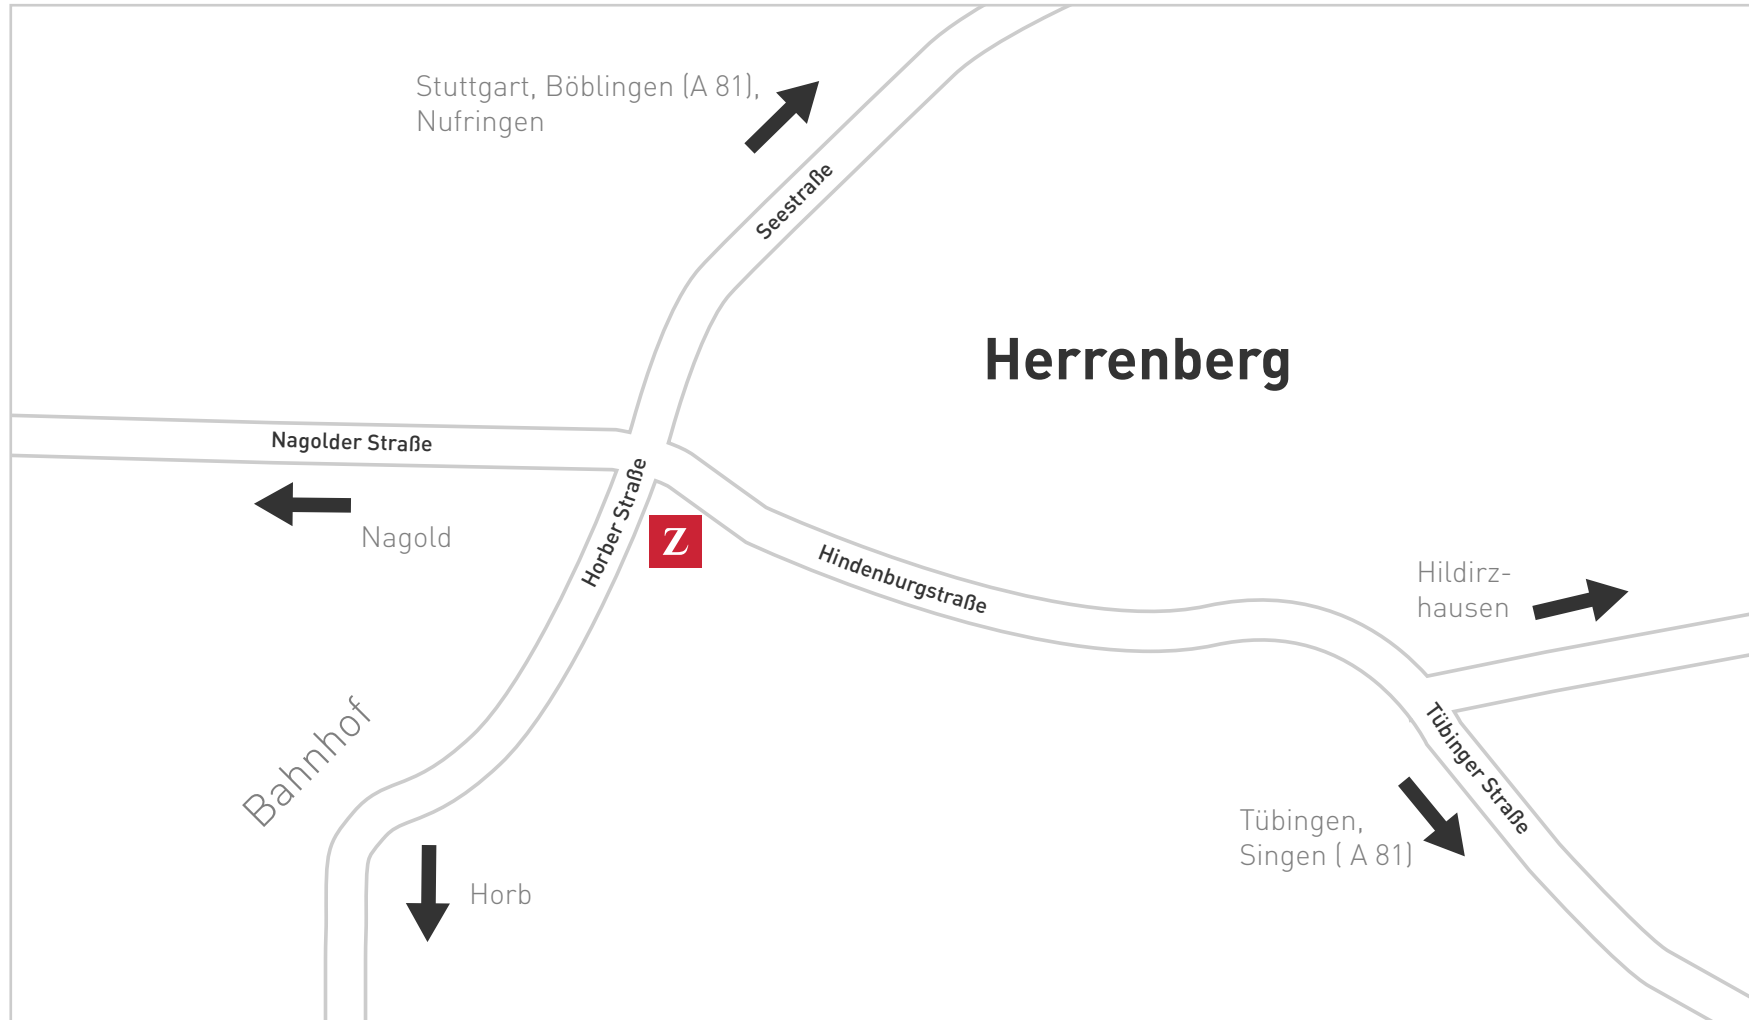 Stuttgart, Böblingen (A 81),
Nufringen
Seestraße
Herrenberg
Nagolder Straße
Horber Straße
Nagold
Z
Hindenburgstraße
Hildirz-
hausen
Bahnhof
Tübinger Straße
Tübingen,
Singen ( A 81)
Horb